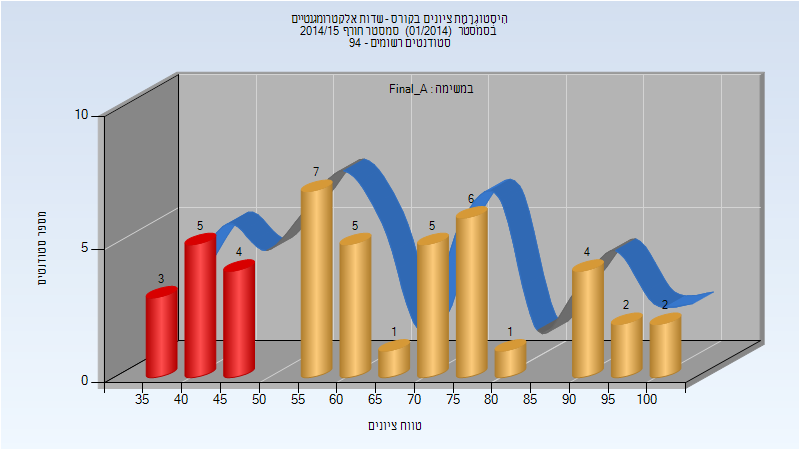 היסטוגרמת ציונים בקורס - שדות אלקטרומגנטיים
בסמסטר (01/2014) סמסטר חורף 2014/15
סטודנטים רשומים - 94
במשימה : Final_A
10
5
0
מספר סטודנטים
3
5
4
7
5
1
5
6
1
4
2
2
35 40 45 50 55 60 65 70 75 80 85 90 95 100
טווח ציונים